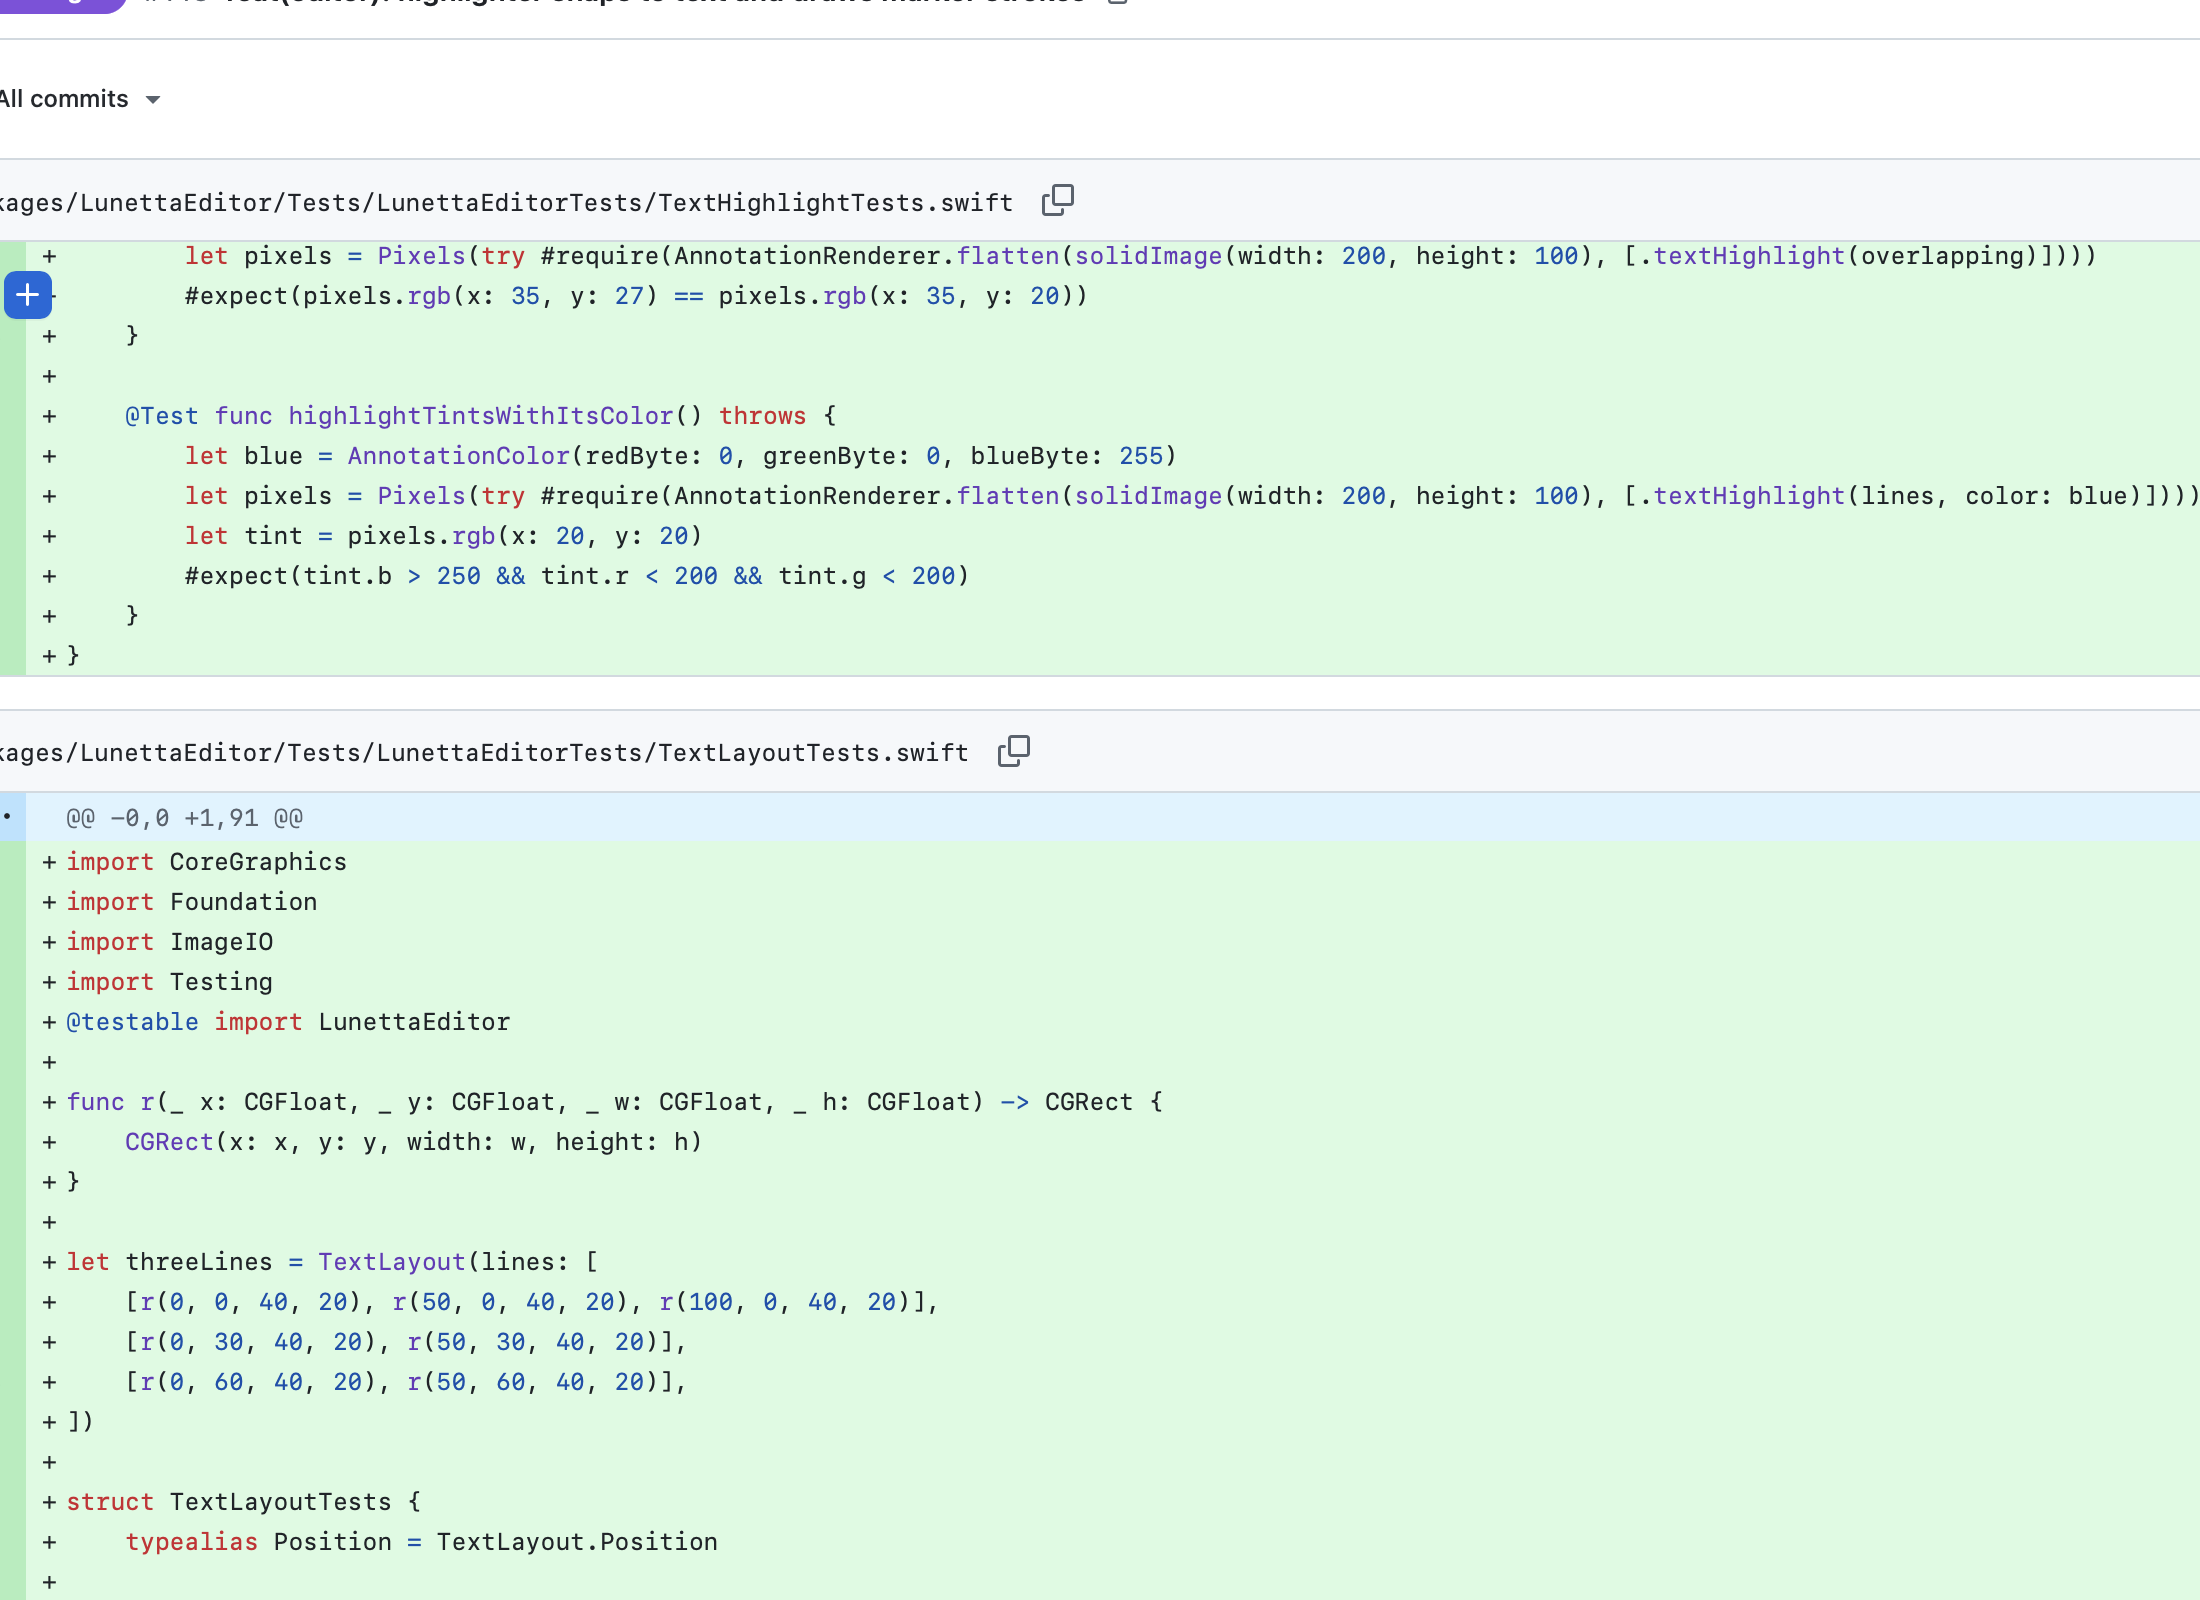 All commits
kages/LunettaEditor/Tests/LunettaEditorTests/TextHighlightTests.swift
+         let pixels = Pixels(try #require(AnnotationRenderer.flatten(solidImage(width: 200, height: 100), [.textHighlight(overlapping)])))
          #expect(pixels.rgb(x: 35, y: 27) == pixels.rgb(x: 35, y: 20))
+     }
+
+     @Test func highlightTintsWithItsColor() throws {
+         let blue = AnnotationColor(redByte: 0, greenByte: 0, blueByte: 255)
+         let pixels = Pixels(try #require(AnnotationRenderer.flatten(solidImage(width: 200, height: 100), [.textHighlight(lines, color: blue)])))
+         let tint = pixels.rgb(x: 20, y: 20)
+         #expect(tint.b > 250 && tint.r < 200 && tint.g < 200)
+     }
+ }
kages/LunettaEditor/Tests/LunettaEditorTests/TextLayoutTests.swift
@@ -0,0 +1,91 @@
+ import CoreGraphics
+ import Foundation
+ import ImageIO
+ import Testing
+ @testable import LunettaEditor
+
+ func r(_ x: CGFloat, _ y: CGFloat, _ w: CGFloat, _ h: CGFloat) -> CGRect {
+     CGRect(x: x, y: y, width: w, height: h)
+ }
+
+ let threeLines = TextLayout(lines: [
+     [r(0, 0, 40, 20), r(50, 0, 40, 20), r(100, 0, 40, 20)],
+     [r(0, 30, 40, 20), r(50, 30, 40, 20)],
+     [r(0, 60, 40, 20), r(50, 60, 40, 20)],
+ ])
+
+ struct TextLayoutTests {
+     typealias Position = TextLayout.Position
+